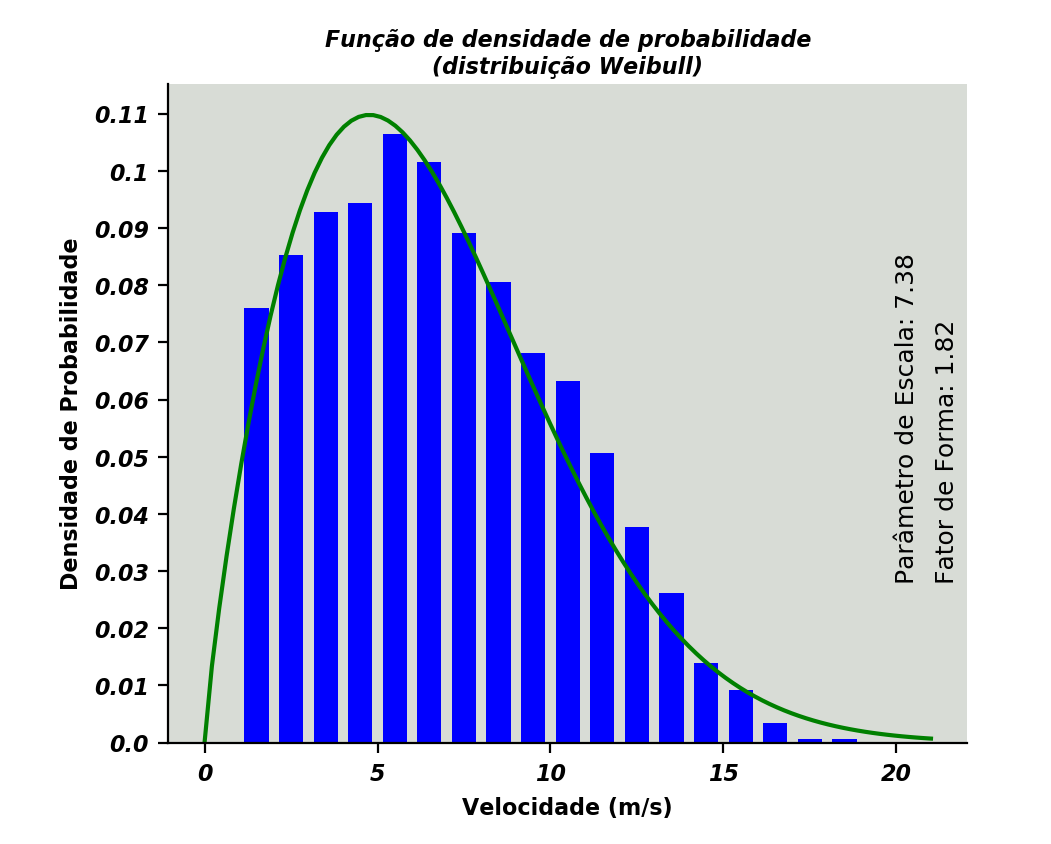 Função de densidade de probabilidade
(distribuição Weibull)
Densidade de Probabilidade
0.11
0.1
0.09
0.08
0.07
0.06
0.05
0.04
0.03
0.02
0.01
0.0
Parâmetro de Escala: 7.38
Fator de Forma: 1.82
0 5 10 15 20
Velocidade (m/s)